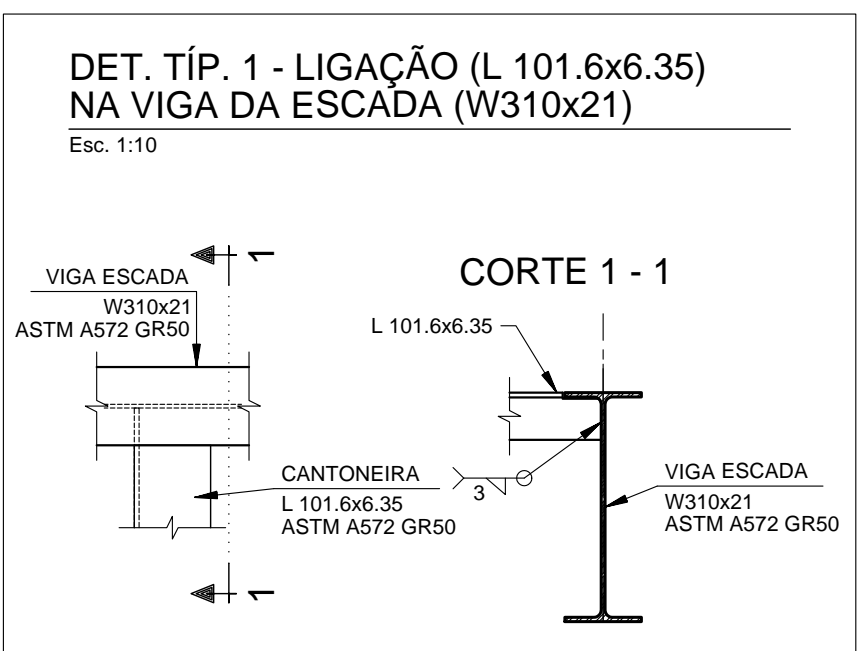 DET. TÍP. 1 - LIGAÇÃO (L 101.6x6.35)
NA VIGA DA ESCADA (W310x21)
Esc. 1:10
1
VIGA ESCADA
W310x21
ASTM A572 GR50
CANTONEIRA
L 101.6x6.35
ASTM A572 GR50
1
CORTE 1 - 1
L 101.6x6.35
3
VIGA ESCADA
W310x21
ASTM A572 GR50